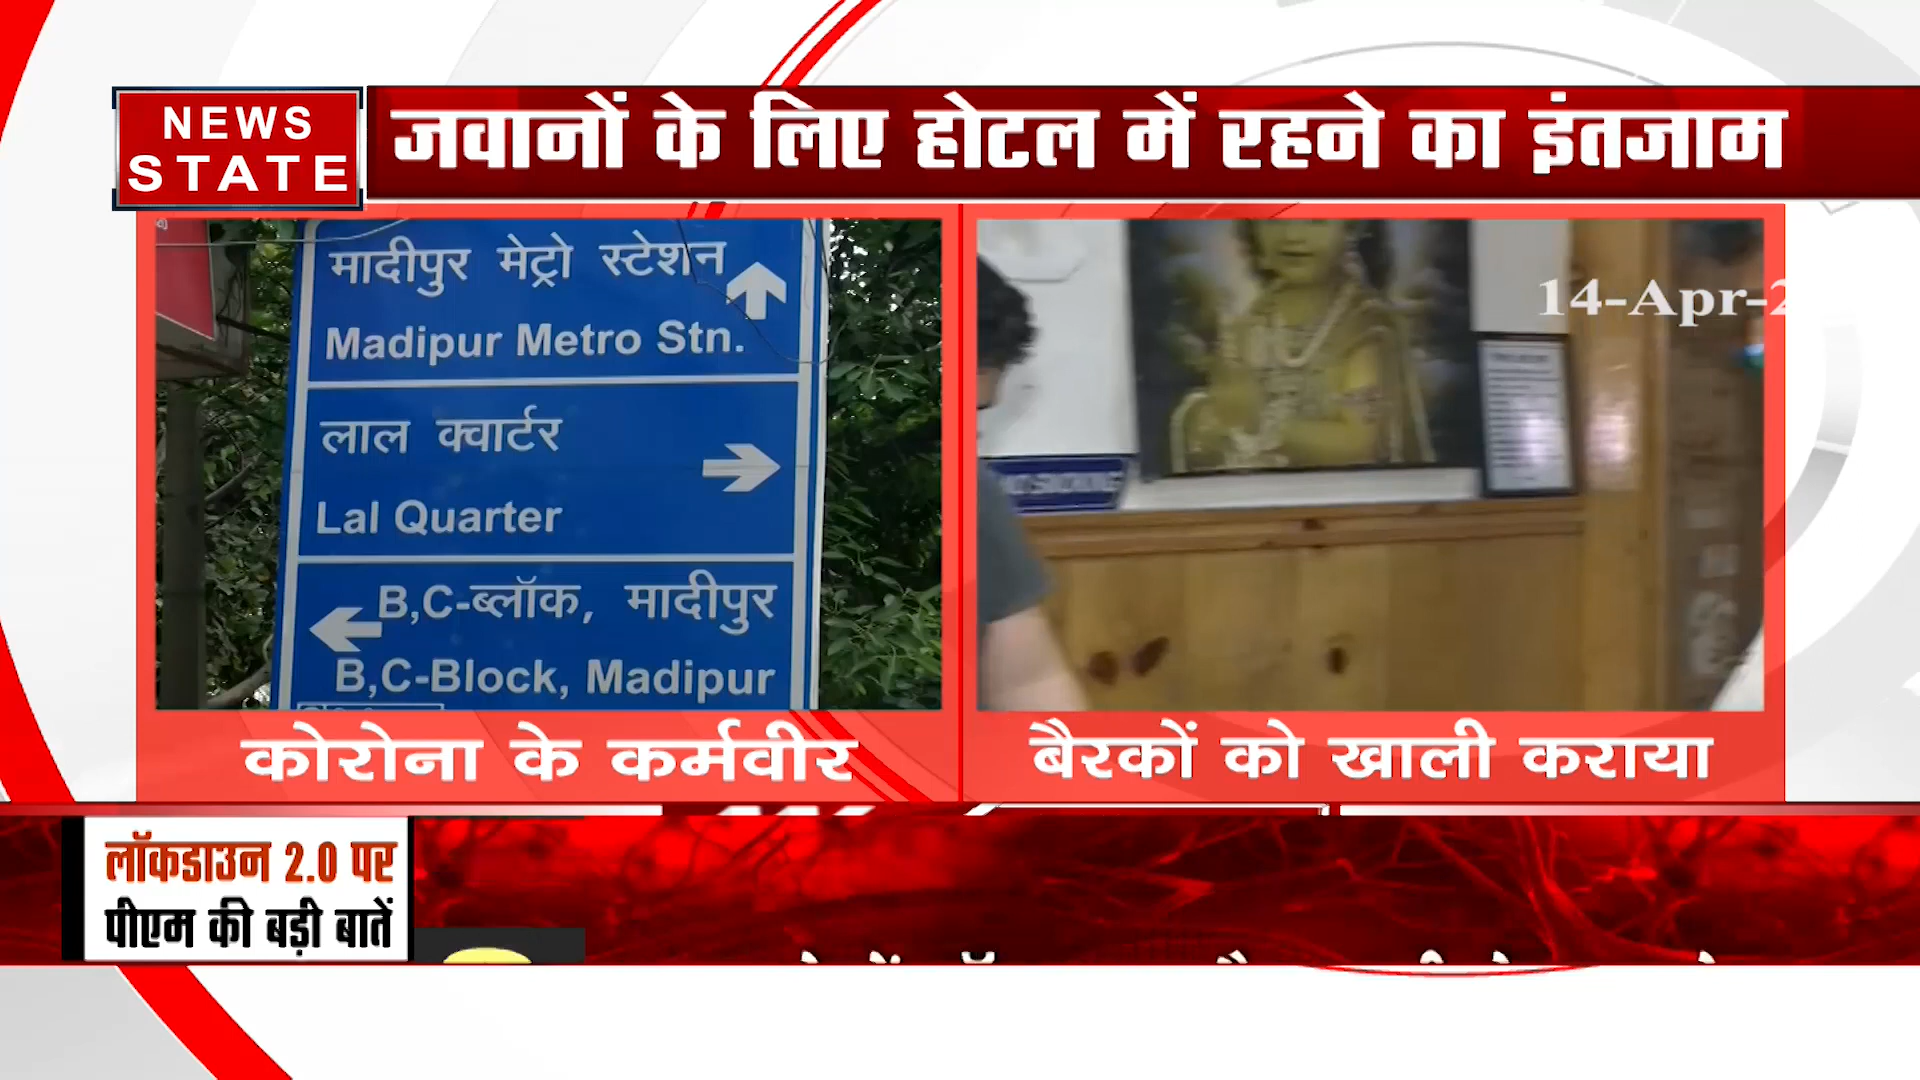 NEWS
STATE
जवानों के लिए होटल में रहने का इंतजाम
मादीपुर मेट्रो स्टेशन
Madipur Metro Stn.
लाल क्वार्टर
Lal Quarter
B,C-ब्लॉक, मादीपुर
B,C-Block, Madipur
14-Apr-2
कोरोना के कर्मवीर
बैरकों को खाली कराया
लॉकडाउन 2.0 पर
पीएम की बड़ी बातें